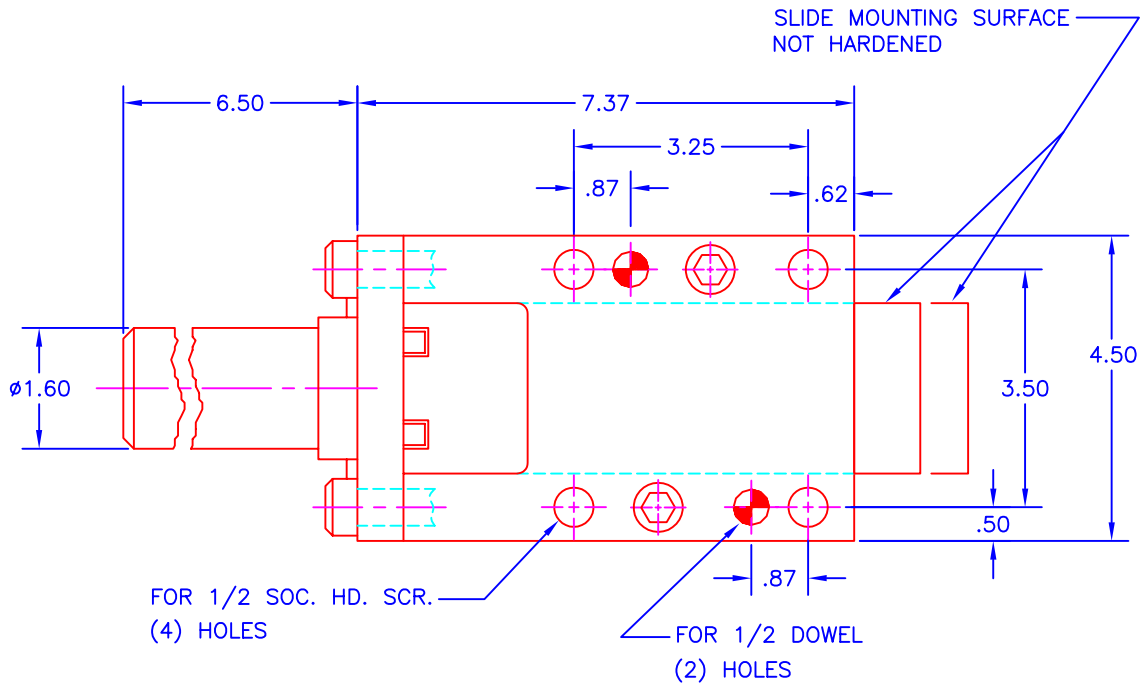 SLIDE MOUNTING SURFACE
NOT HARDENED
6.50
7.37
3.25
.87
.62
ø1.60
4.50
3.50
.50
.87
FOR 1/2 SOC. HD. SCR.
(4) HOLES
FOR 1/2 DOWEL
(2) HOLES